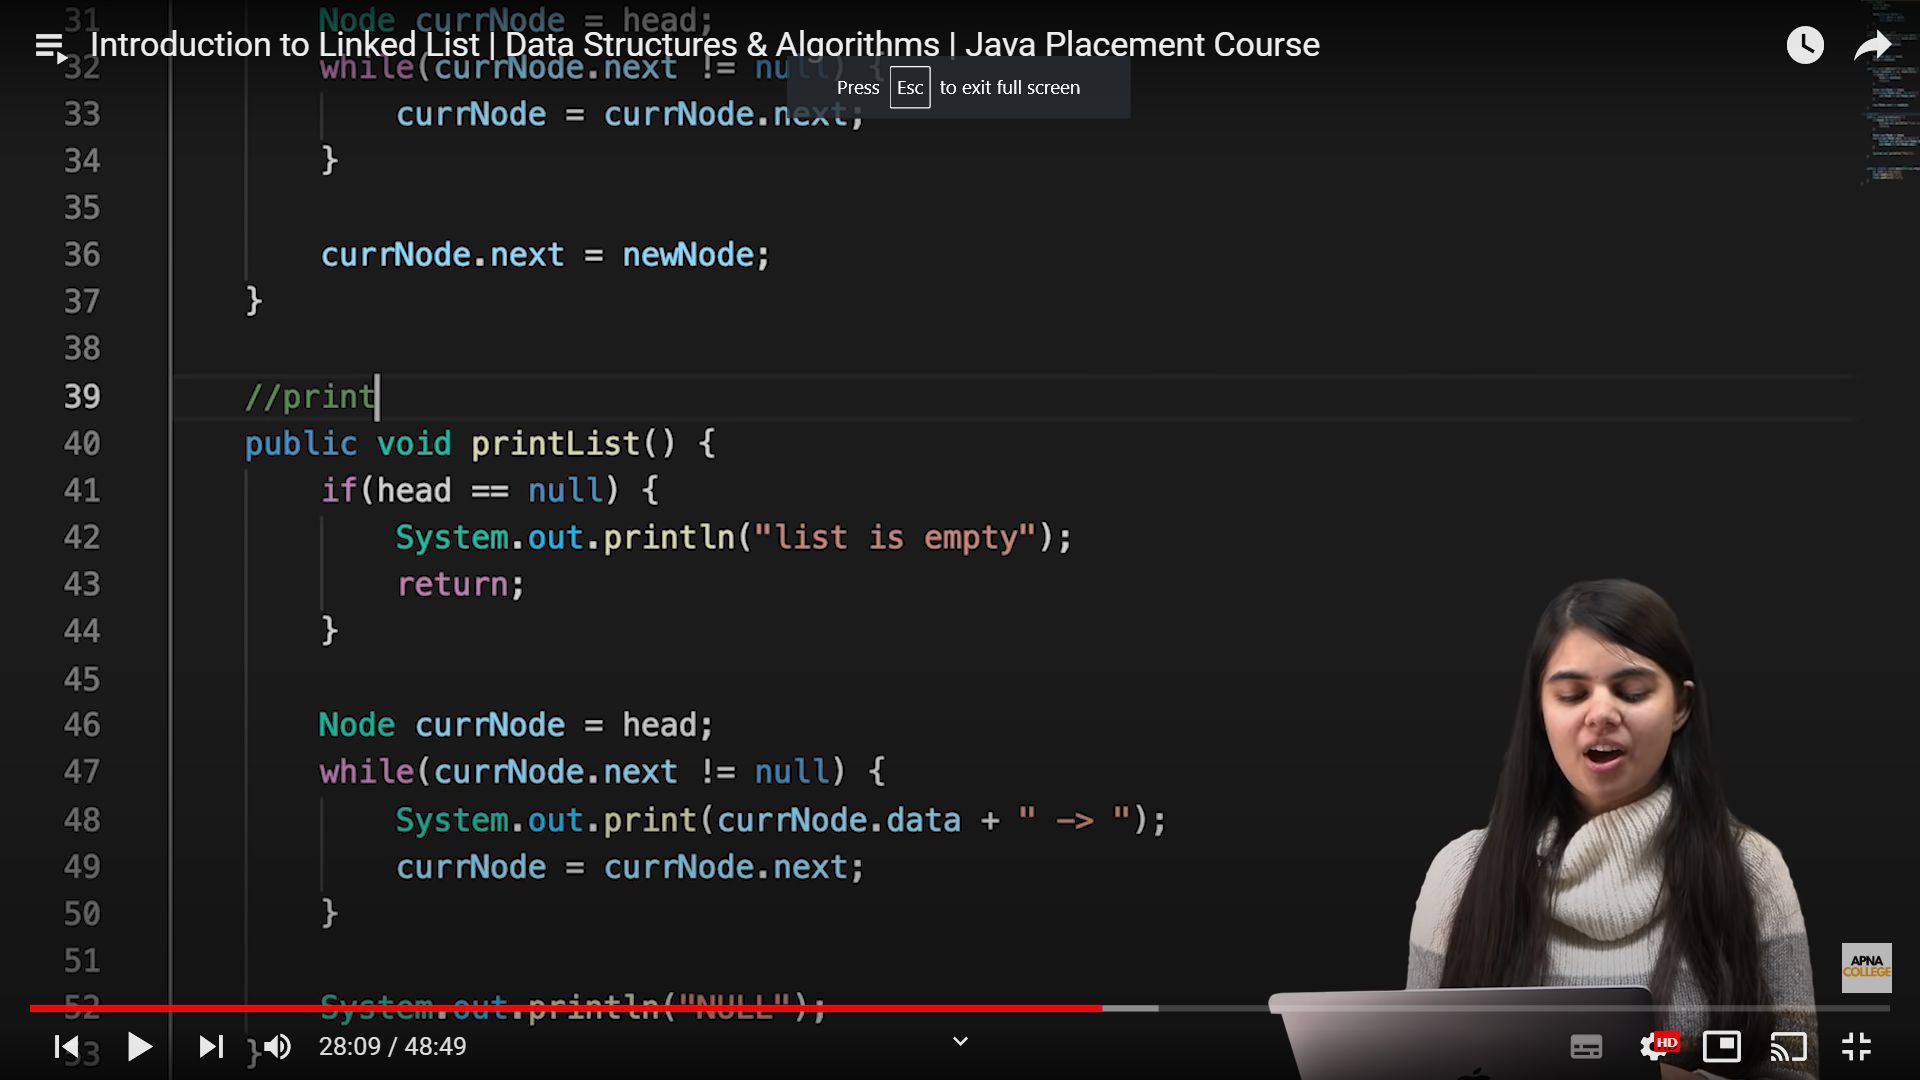 31 Node currNode = head;
Introduction to Linked List | Data Structures & Algorithms | Java Placement Course
32 while(currNode.next != null) {
Press Esc to exit full screen
33 currNode = currNode.next;
34 }
35
36 currNode.next = newNode;
37 }
38
39 //print
40 public void printList() {
41 if(head == null) {
42 System.out.println("list is empty");
43 return;
44 }
45
46 Node currNode = head;
47 while(currNode.next != null) {
48 System.out.print(currNode.data + " -> ");
49 currNode = currNode.next;
50 }
51
APNA
COLLEGE
52 System.out.println("NULL");
53 }
28:09 / 48:49
HD